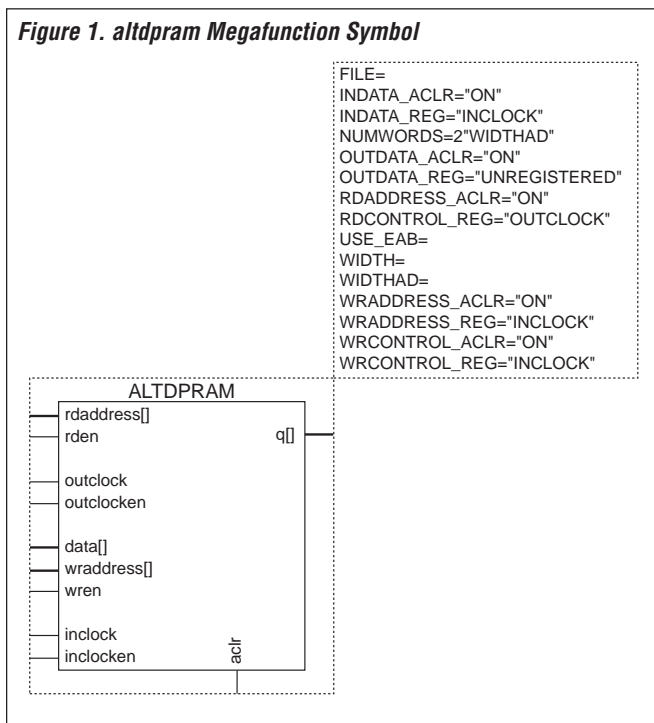 Figure 1. altdpram Megafunction Symbol
FILE=
INDATA_ACLR="ON"
INDATA_REG="INCLOCK"
NUMWORDS=2"WIDTHAD"
OUTDATA_ACLR="ON"
OUTDATA_REG="UNREGISTERED"
RDADDRESS_ACLR="ON"
RDCONTROL_REG="OUTCLOCK"
USE_EAB=
WIDTH=
WIDTHAD=
WRADDRESS_ACLR="ON"
WRADDRESS_REG="INCLOCK"
WRCONTROL_ACLR="ON"
WRCONTROL_REG="INCLOCK"
ALTDPRAM
rdaddress[]
rden
q[]
outclock
outclocken
data[]
wraddress[]
wren
inclock
inclocken
aclr